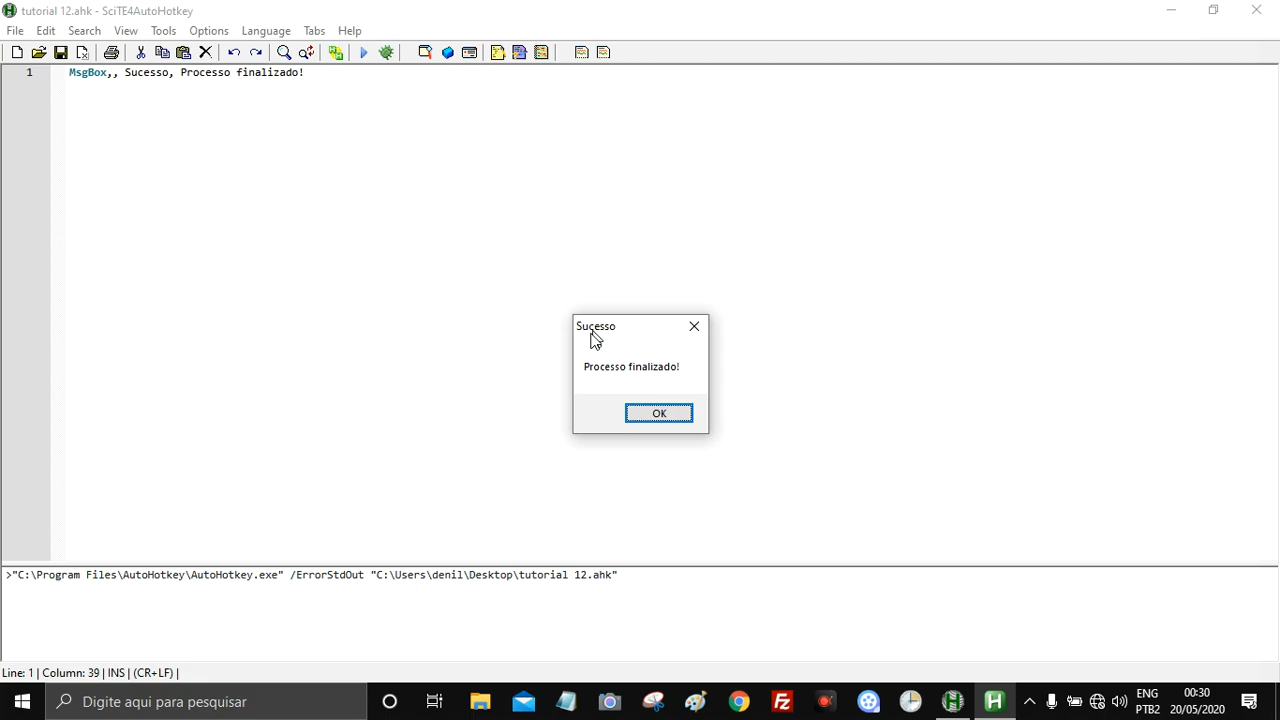 tutorial 12.ahk - SciTE4AutoHotkey
File Edit Search View Tools Options Language Tabs Help
1 MsgBox,, Sucesso, Processo finalizado!
Sucesso
Processo finalizado!
OK
>"C:\Program Files\AutoHotkey\AutoHotkey.exe" /ErrorStdOut "C:\Users\denil\Desktop\tutorial 12.ahk"
Line: 1 | Column: 39 | INS | (CR+LF) |
Digite aqui para pesquisar
ENG 00:30
PTB2 20/05/2020